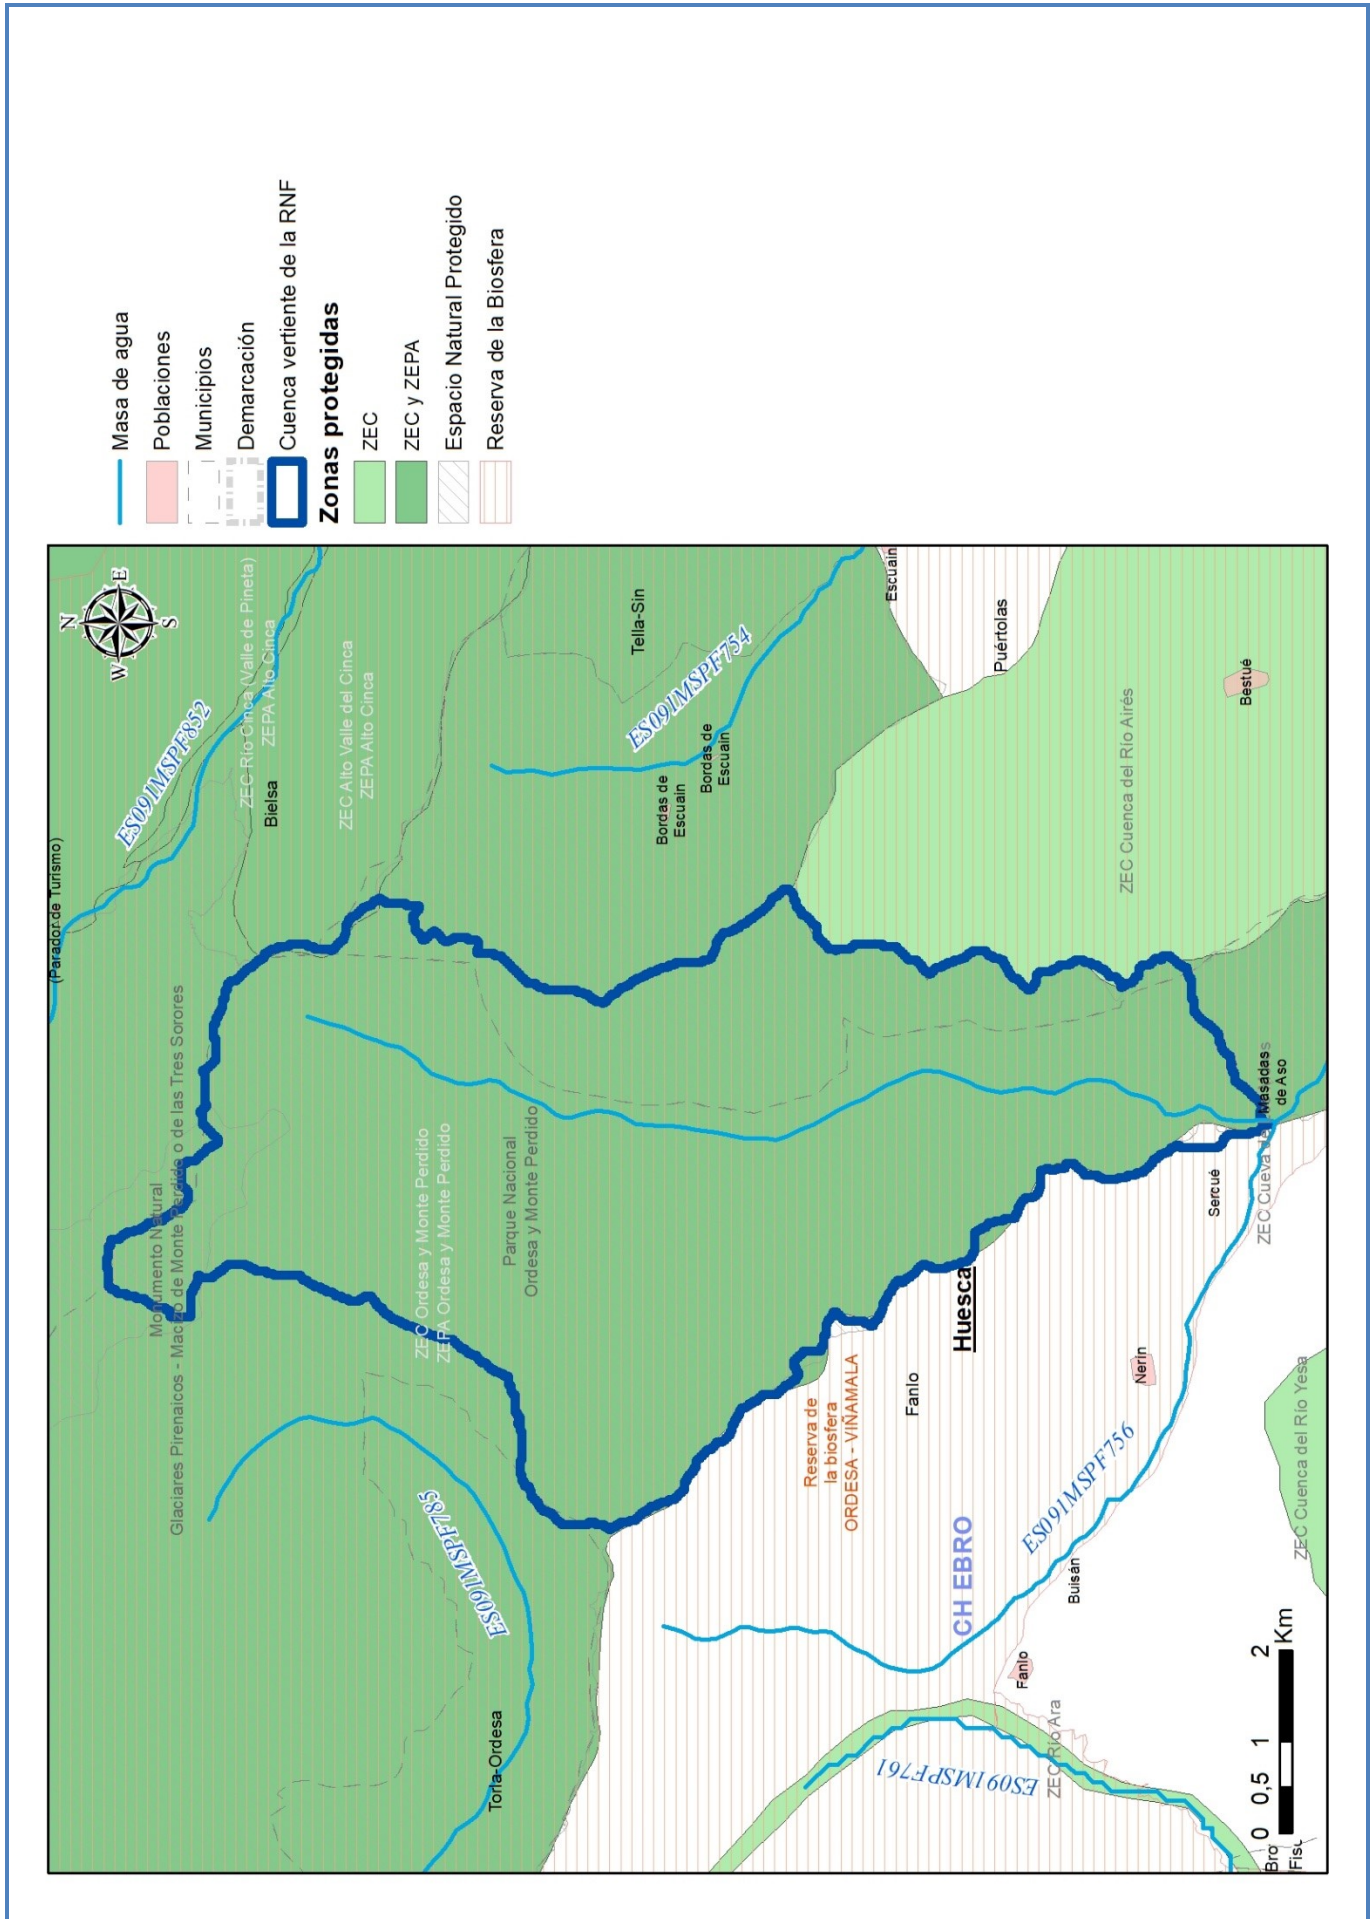 (Parador de Turismo)
N
W
E
S
ES091MSPF852
ZEC Río Cinca (Valle de Pineta)
ZEPA Alto Cinca
Bielsa
ZEC Alto Valle del Cinca
ZEPA Alto Cinca
Monumento Natural
Glaciares Pirenaicos - Macizo de Monte Perdido o de las Tres Sorores
ZEC Ordesa y Monte Perdido
ZEPA Ordesa y Monte Perdido
Parque Nacional
Ordesa y Monte Perdido
ES091MSPF785
Torla-Ordesa
Tella-Sin
ES091MSPF754
Bordas de
Escuain
Bordas de
Escuain
Escuain
Puértolas
Bestué
ZEC Cuenca del Río Airés
Reserva de
la biosfera
ORDESA - VIÑAMALA
Fanlo
Huesca
CH EBRO
ES091MSPF756
ES091MSPF761
Buisán
Fanlo
ZEC Río Ara
Nerín
Sercué
Masadas
de Aso
ZEC Cueva de
ZEC Cuenca del Río Yesa
Bro
Fisc
0 0,5 1 2
Km
Masa de agua
Poblaciones
Municipios
Demarcación
Cuenca vertiente de la RNF
Zonas protegidas
ZEC
ZEC y ZEPA
Espacio Natural Protegido
Reserva de la Biosfera